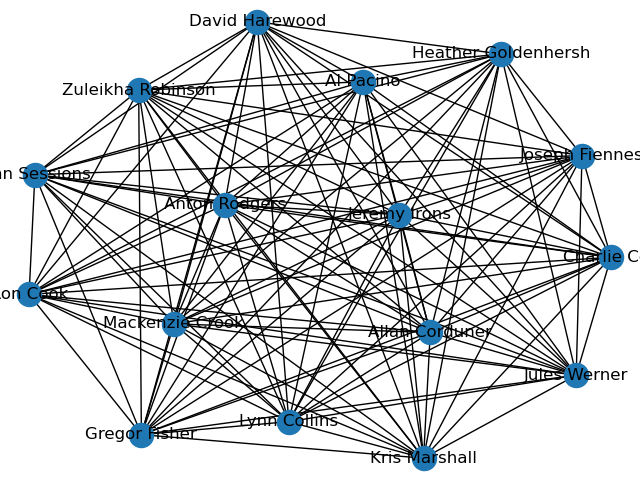 David Harewood
Heather Goldenhersh
Al Pacino
Zuleikha Robinson
Joseph Fiennes
n Sessions
Anton Rodgers
Jeremy Irons
Charlie Co
on Cook
Mackenzie Crook
Allan Corduner
Jules Werner
Lynn Collins
Gregor Fisher
Kris Marshall